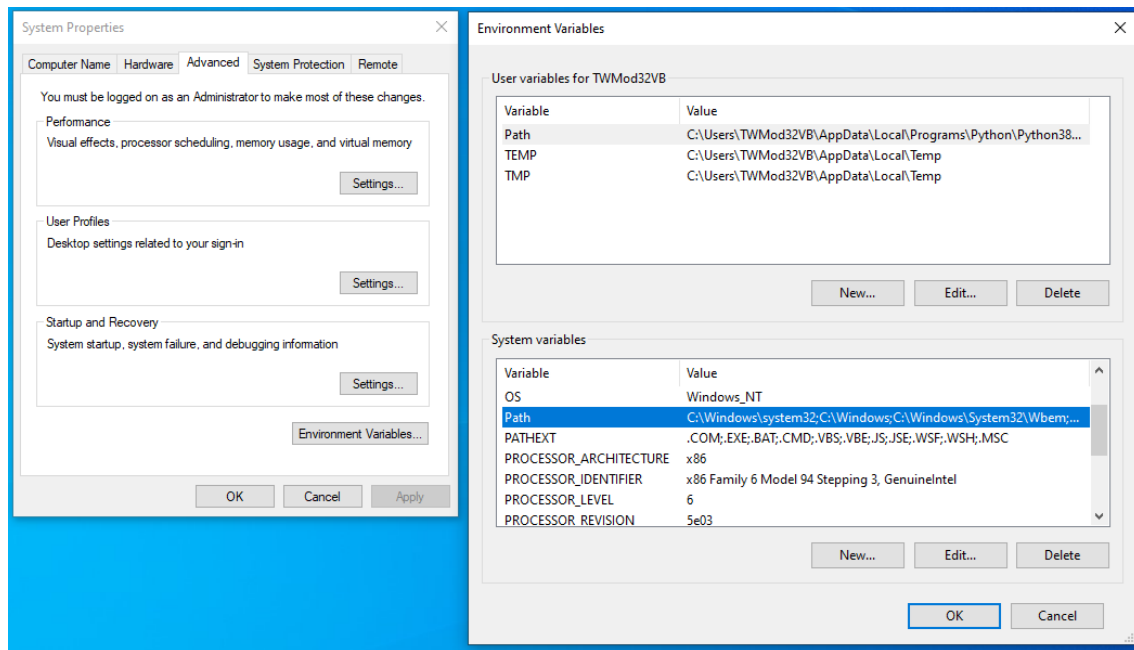 System Properties
Computer Name Hardware Advanced System Protection Remote
You must be logged on as an Administrator to make most of these changes.
Performance
Visual effects, processor scheduling, memory usage, and virtual memory
Settings...
User Profiles
Desktop settings related to your sign-in
Settings...
Startup and Recovery
System startup, system failure, and debugging information
Settings...
Environment Variables...
OK Cancel Apply
Environment Variables
User variables for TWMod32VB
Variable Value
Path C:\Users\TWMod32VB\AppData\Local\Programs\Python\Python38...
TEMP C:\Users\TWMod32VB\AppData\Local\Temp
TMP C:\Users\TWMod32VB\AppData\Local\Temp
New... Edit... Delete
System variables
Variable Value
OS Windows_NT
Path C:\Windows\system32;C:\Windows;C:\Windows\System32\Wbem;...
PATHEXT .COM;.EXE;.BAT;.CMD;.VBS;.VBE;.JS;.JSE;.WSF;.WSH;.MSC
PROCESSOR_ARCHITECTURE x86
PROCESSOR_IDENTIFIER x86 Family 6 Model 94 Stepping 3, GenuineIntel
PROCESSOR_LEVEL 6
PROCESSOR_REVISION 5e03
New... Edit... Delete
OK Cancel